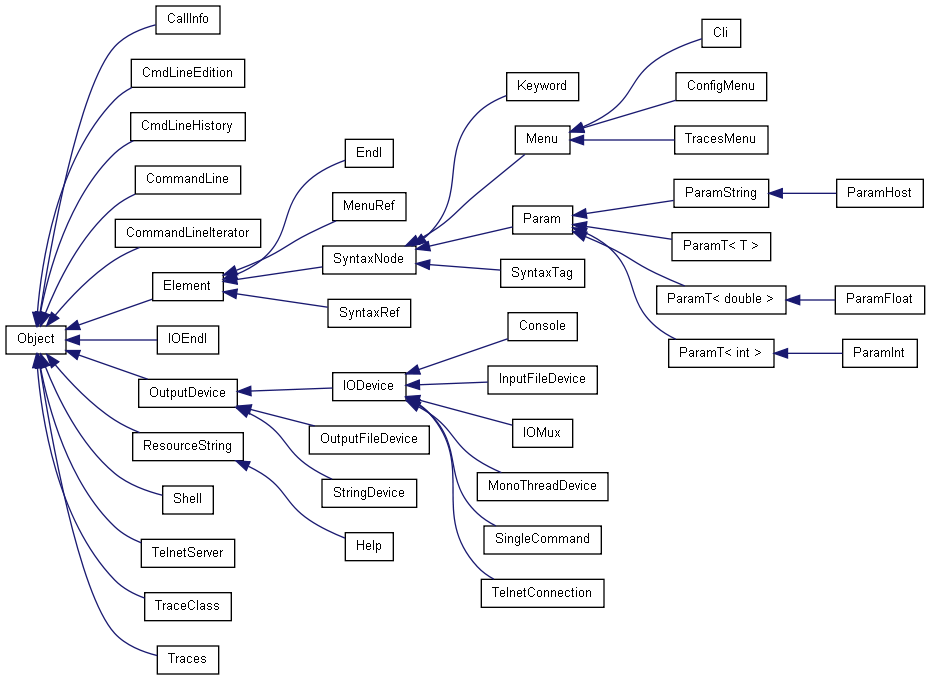 CallInfo
CmdLineEdition
CmdLineHistory
CommandLine
CommandLineIterator
Element
Object
IOEndl
OutputDevice
ResourceString
Shell
TelnetServer
TraceClass
Traces
Endl
MenuRef
SyntaxNode
SyntaxRef
IODevice
OutputFileDevice
StringDevice
Help
Keyword
Menu
Param
SyntaxTag
Console
InputFileDevice
IOMux
MonoThreadDevice
SingleCommand
TelnetConnection
Cli
ConfigMenu
TracesMenu
ParamString
ParamT< T >
ParamT< double >
ParamT< int >
ParamHost
ParamFloat
ParamInt